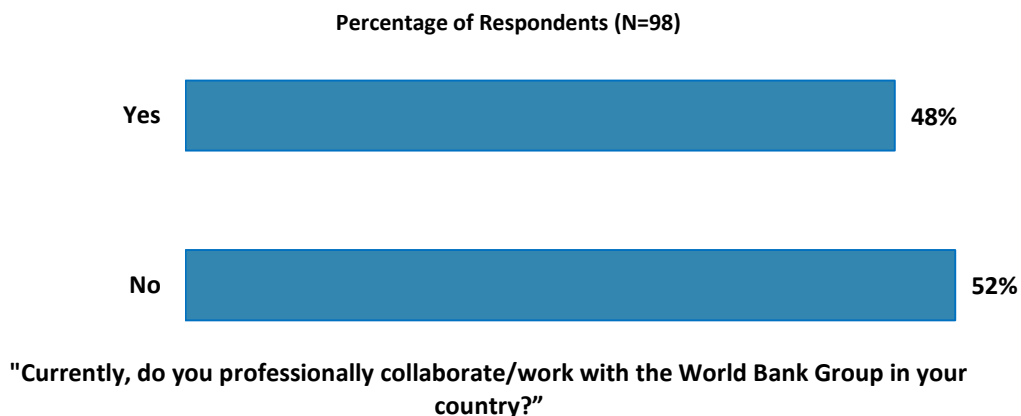 Percentage of Respondents (N=98)
Yes
48%
No
52%
"Currently, do you professionally collaborate/work with the World Bank Group in your
country?”